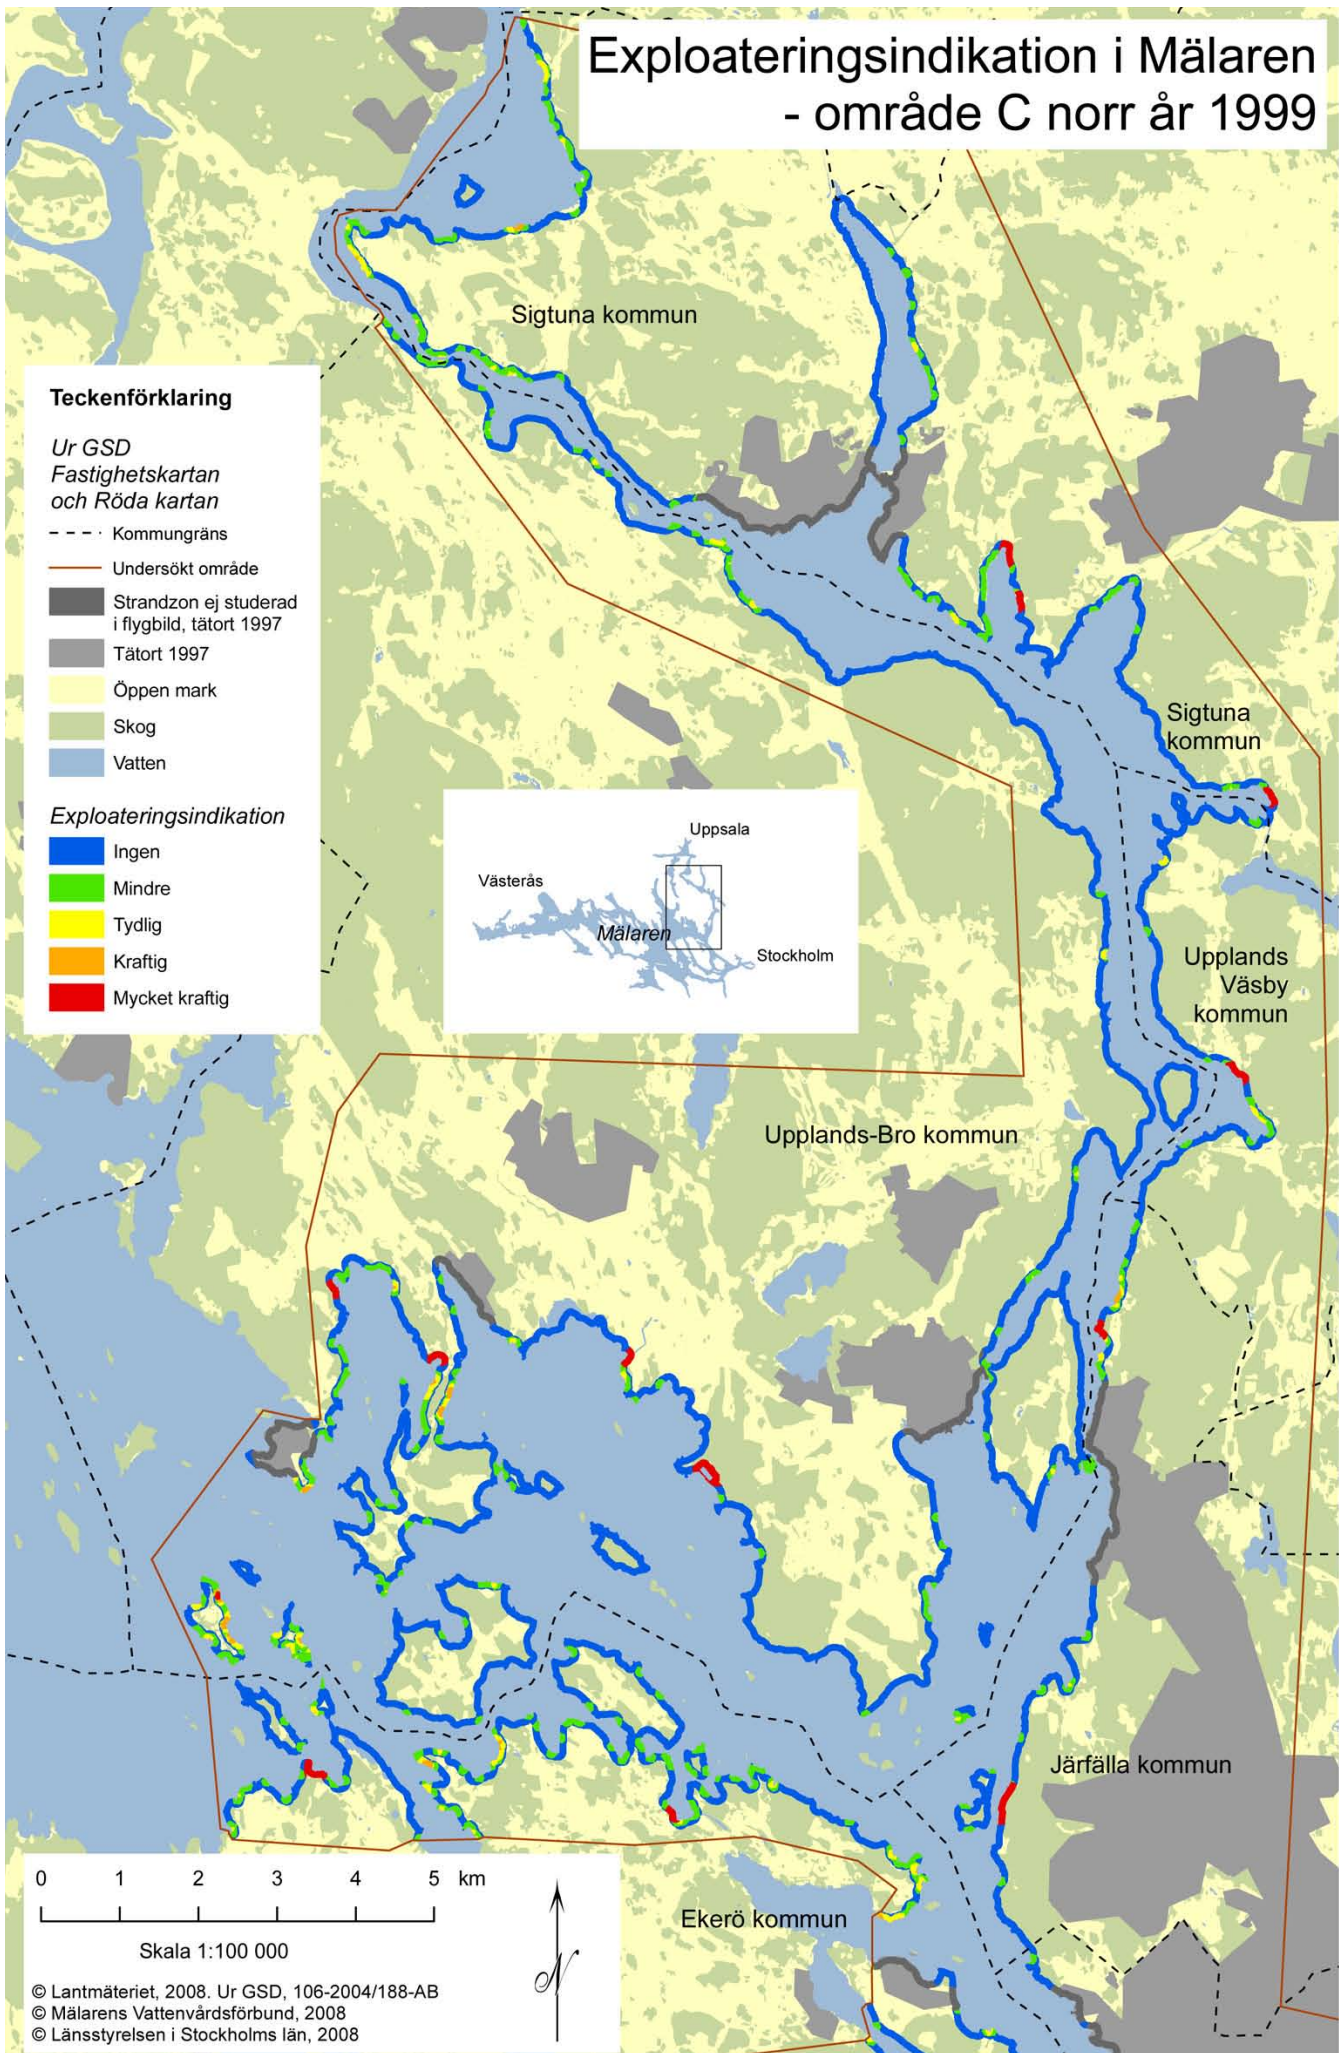 Exploateringsindikation i Mälaren
- område C norr år 1999
Sigtuna kommun
Teckenförklaring
Ur GSD
Fastighetskartan
och Röda kartan
Kommungräns
Undersökt område
Strandzon ej studerad
i flygbild, tätort 1997
Tätort 1997
Öppen mark
Skog
Vatten
Exploateringsindikation
Ingen
Mindre
Tydlig
Kraftig
Mycket kraftig
Sigtuna
kommun
Uppsala
Västerås
Mälaren
Stockholm
Upplands
Väsby
kommun
Upplands-Bro kommun
Järfälla kommun
Ekerö kommun
0 1 2 3 4 5 km
Skala 1:100 000
N
© Lantmäteriet, 2008. Ur GSD, 106-2004/188-AB
© Mälarens Vattenvårdsförbund, 2008
© Länsstyrelsen i Stockholms län, 2008